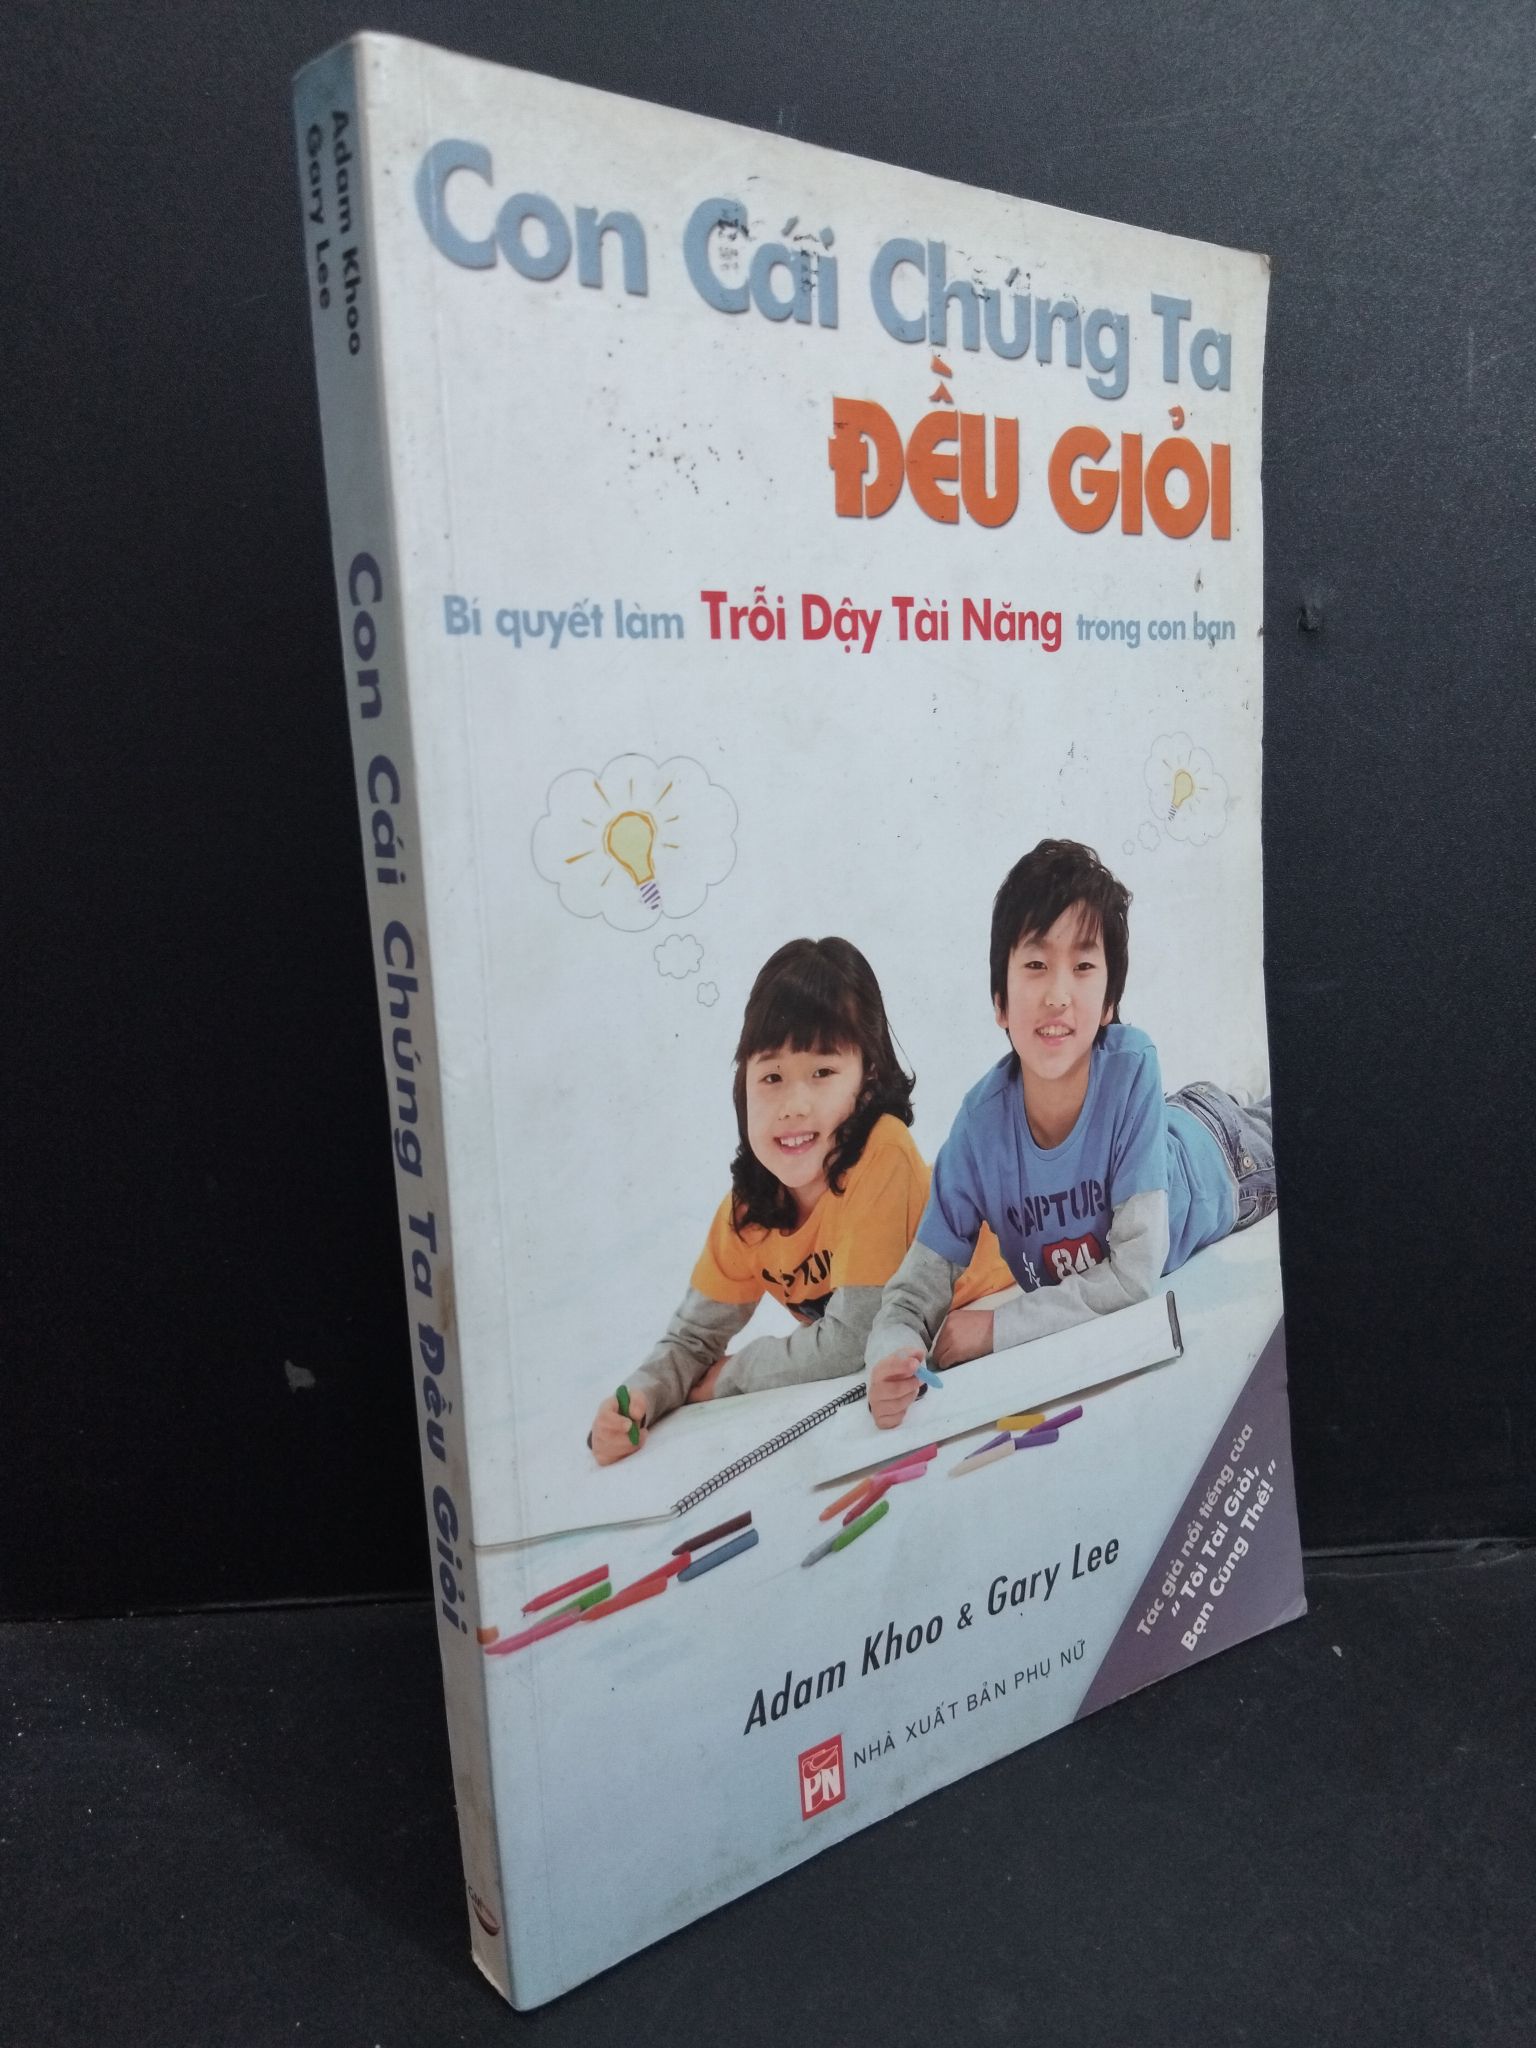 Adam Khoo
Gary Lee
Con Cái Chúng Ta Đều Giỏi
Con Cái Chúng Ta
ĐỀU GIỎI
Bí quyết làm Trỗi Dậy Tài Năng trong con bạn
CAPTUR
84
Adam Khoo & Gary Lee
PN
NHÀ XUẤT BẢN PHỤ NỮ
Tác giả nổi tiếng của
"Tôi Tài Giỏi,
Bạn Cũng Thế!"